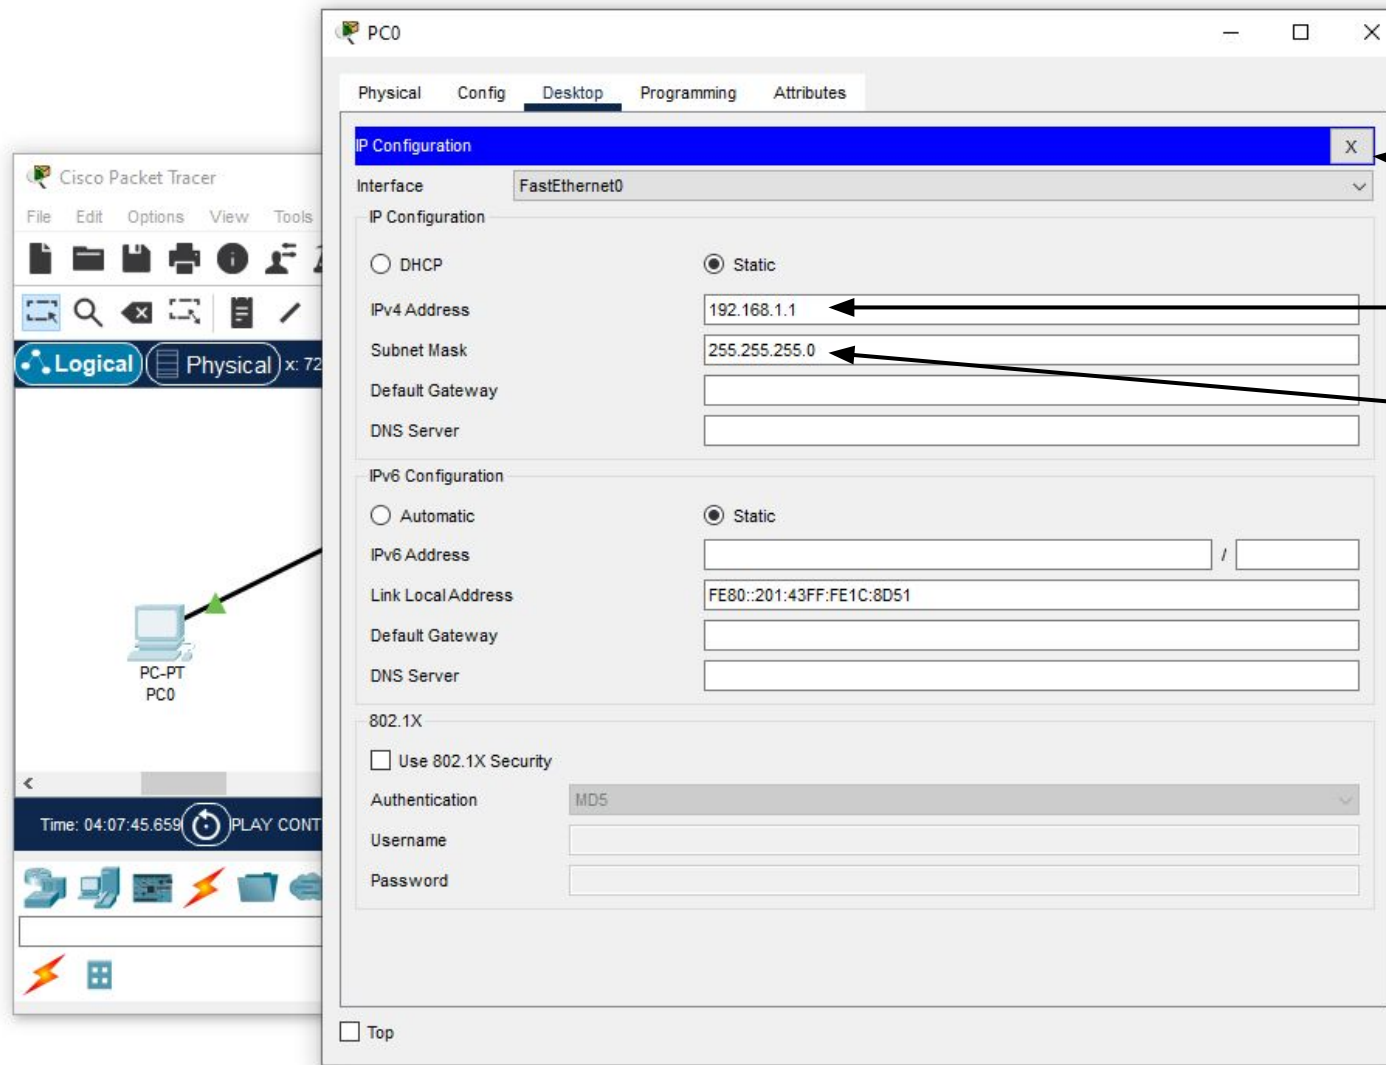 PC0
Physical Config Desktop Programming Attributes
IP Configuration X
Interface FastEthernet0
IP Configuration
DHCP Static
IPv4 Address 192.168.1.1
Subnet Mask 255.255.255.0
Default Gateway
DNS Server
IPv6 Configuration
Automatic Static
IPv6 Address /
Link Local Address FE80::201:43FF:FE1C:8D51
Default Gateway
DNS Server
802.1X
Use 802.1X Security
Authentication MD5
Username
Password
Top
Cisco Packet Tracer
File Edit Options View Tools
Logical Physical x: 72
PC-PT
PC0
Time: 04:07:45.659 PLAY CONT